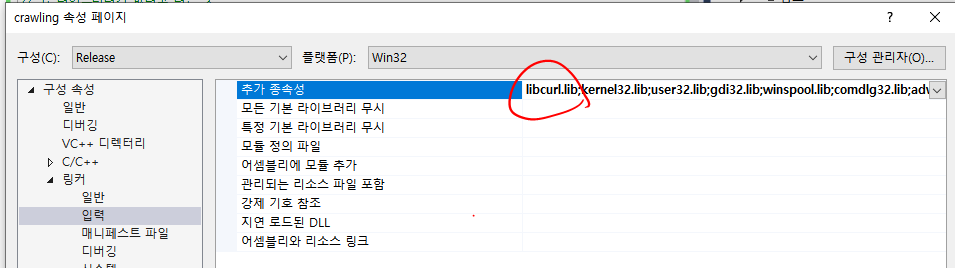 crawling 속성 페이지
구성(C): Release 플랫폼(P): Win32 구성 관리자(O)...
구성 속성
일반
디버깅
VC++ 디렉터리
C/C++
링커
일반
입력
매니페스트 파일
디버깅
추가 종속성 libcurl.lib;kernel32.lib;user32.lib;gdi32.lib;winspool.lib;comdlg32.lib;adv
모든 기본 라이브러리 무시
특정 기본 라이브러리 무시
모듈 정의 파일
어셈블리에 모듈 추가
관리되는 리소스 파일 포함
강제 기호 참조
지연 로드된 DLL
어셈블리와 리소스 링크